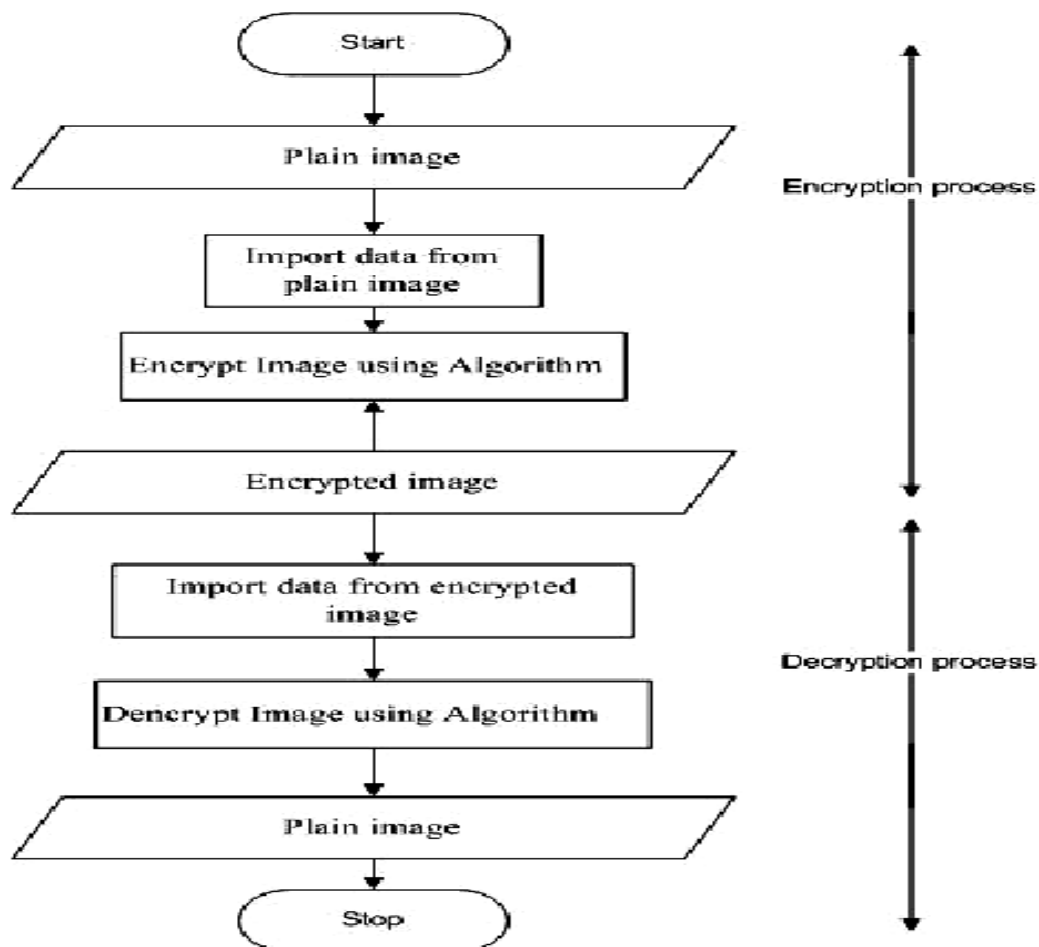 Start
Plain image
Encryption process
Import data from
plain image
Encrypt Image using Algorithm
Encrypted image
Import data from encrypted
image
Decryption process
Dencrypt Image using Algorithm
Plain image
Stop